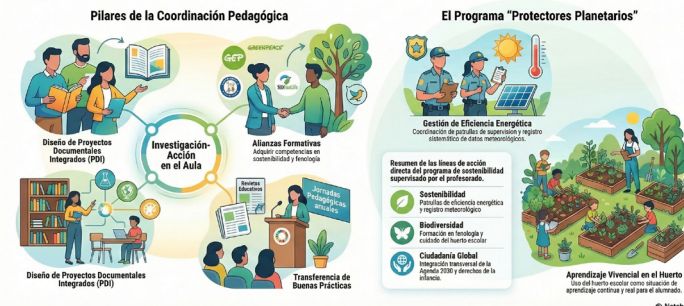 Pilares de la Coordinación Pedagógica
GEP
GREENPEACE
Diseño de Proyectos
Documentales
Integrados (PDI)
Alianzas Formativas
Adquirir competencias en
sostenibilidad y fenología
Investigación-
Acción
en el Aula
Revistas
Educativos
Jornadas
Pedagógicas
anuales
Diseño de Proyectos Documentales
Integrados (PDI)
Transferencia de
Buenas Prácticas
El Programa "Protectores Planetarios"
Gestión de Eficiencia Energética
Coordinación de patrullas de supervision y registro
sistemático de datos meteorológicos.
Resumen de las líneas de acción
directa del programa de sostenibilidad
supervisado por el profesorado.
Sostenibilidad
Patrullas de eficiencia energética
y registro meteorológico
Biodiversidad
Formación en fenología y
cuidado del huerto escolar
Ciudadanía Global
Integración transversal de la
Agenda 2030 y derechos de la
infancia.
Aprendizaje Vivencial en el Huerto
Uso del huerto escolar como situación de
aprendizaje continua y real para el alumnado.